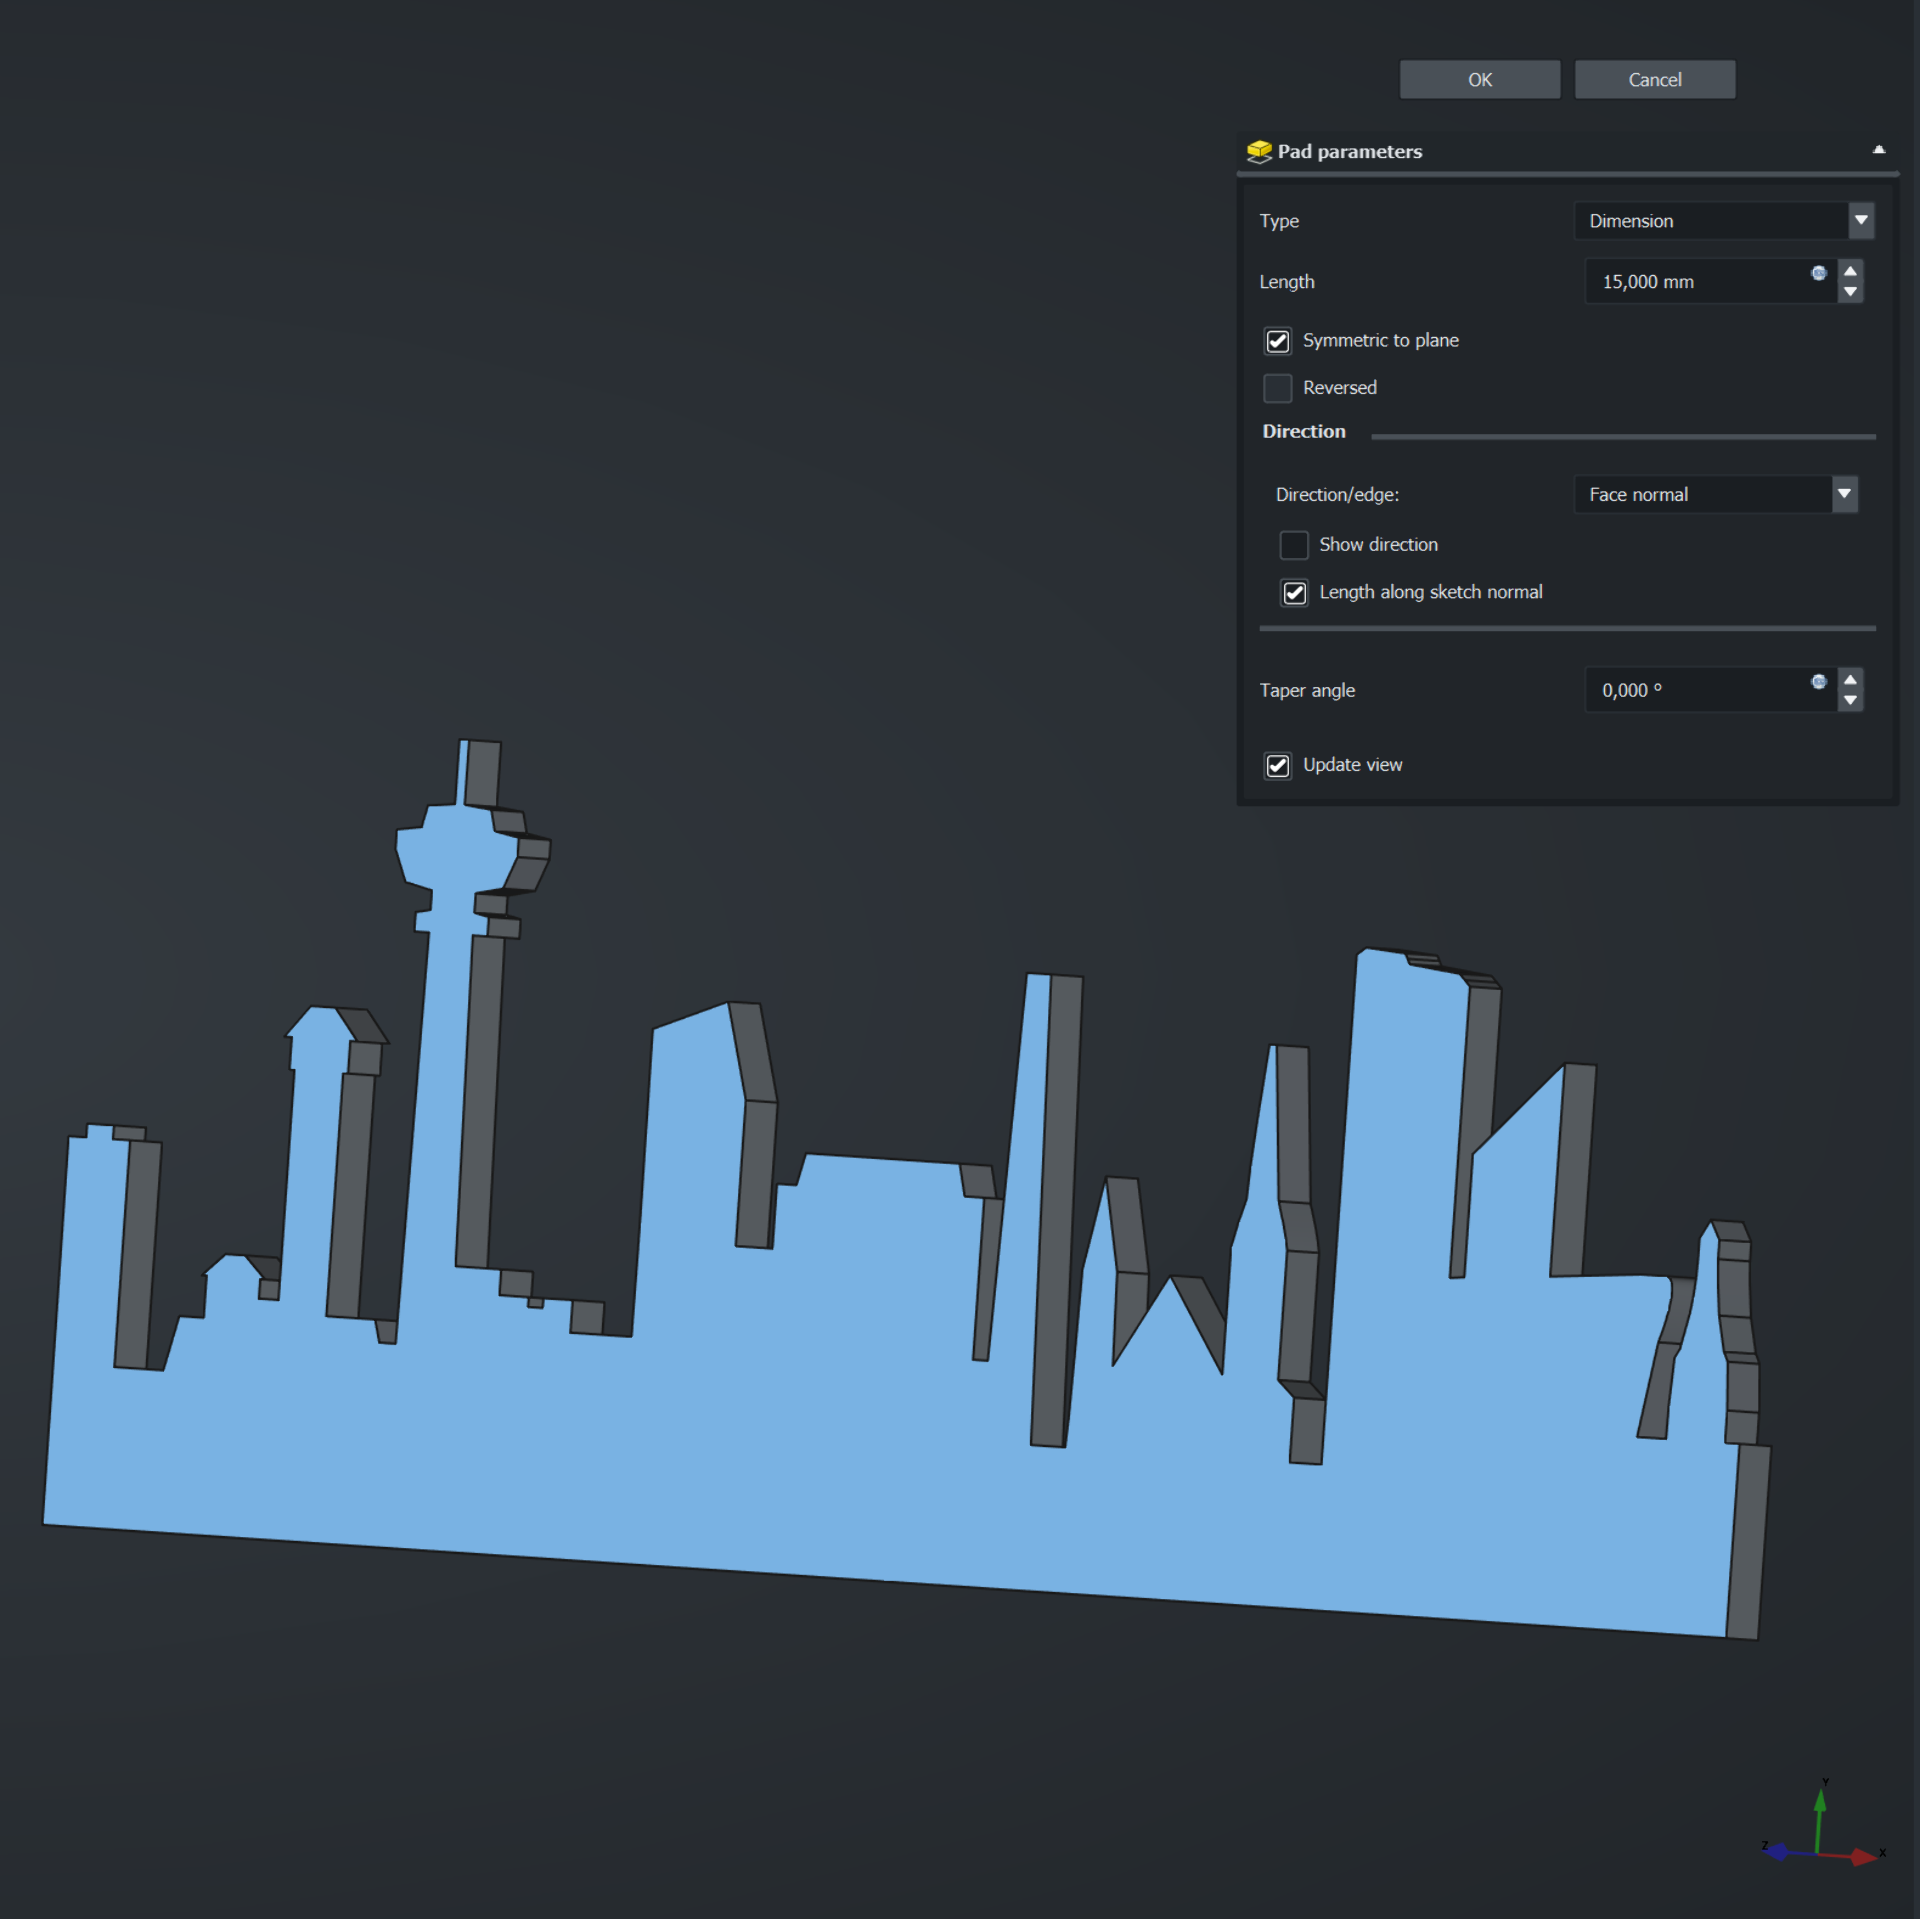 OK
Cancel
Pad parameters
Type
Dimension
Length
15,000 mm
Symmetric to plane
Reversed
Direction
Direction/edge:
Face normal
Show direction
Length along sketch normal
Taper angle
0,000 °
Update view
Y
Z
X